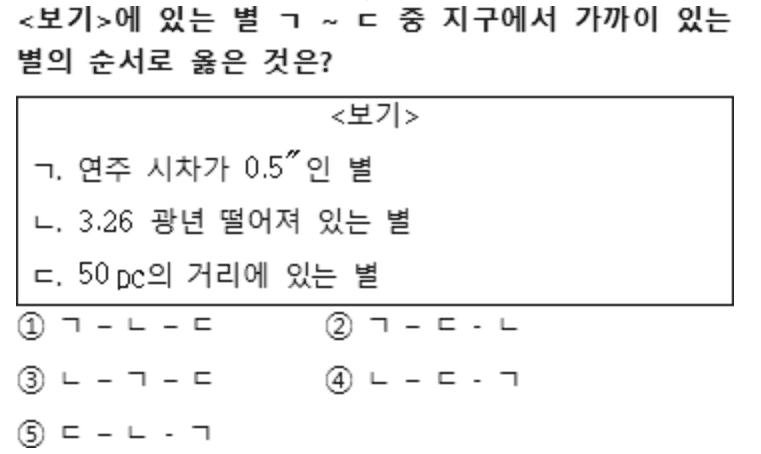 <보기>에 있는 별 ㄱ ~ ㄷ 중 지구에서 가까이 있는
별의 순서로 옳은 것은?
<보기>
ㄱ. 연주 시차가 0.5″인 별
ㄴ. 3.26 광년 떨어져 있는 별
ㄷ. 50pc의 거리에 있는 별
① ㄱ – ㄴ – ㄷ ② ㄱ – ㄷ - ㄴ
③ ㄴ – ㄱ – ㄷ ④ ㄴ – ㄷ - ㄱ
⑤ ㄷ – ㄴ - ㄱ